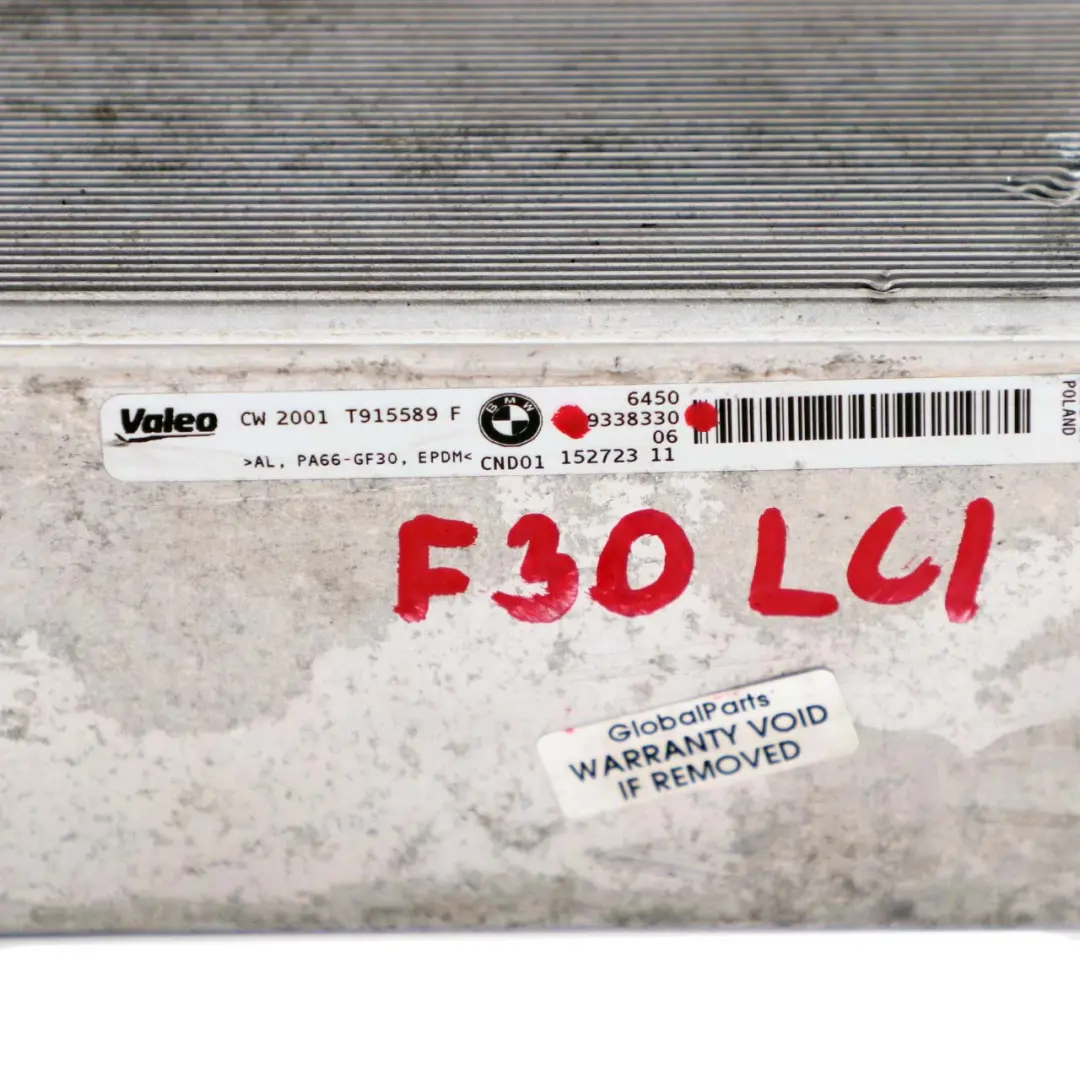 Valeo CW 2001 T915589 F BMW 6450
9338330
06
>AL, PA66-GF30, EPDM< CND01 152723 11
POLAND
F30 LCI
GlobalParts
WARRANTY VOID
IF REMOVED